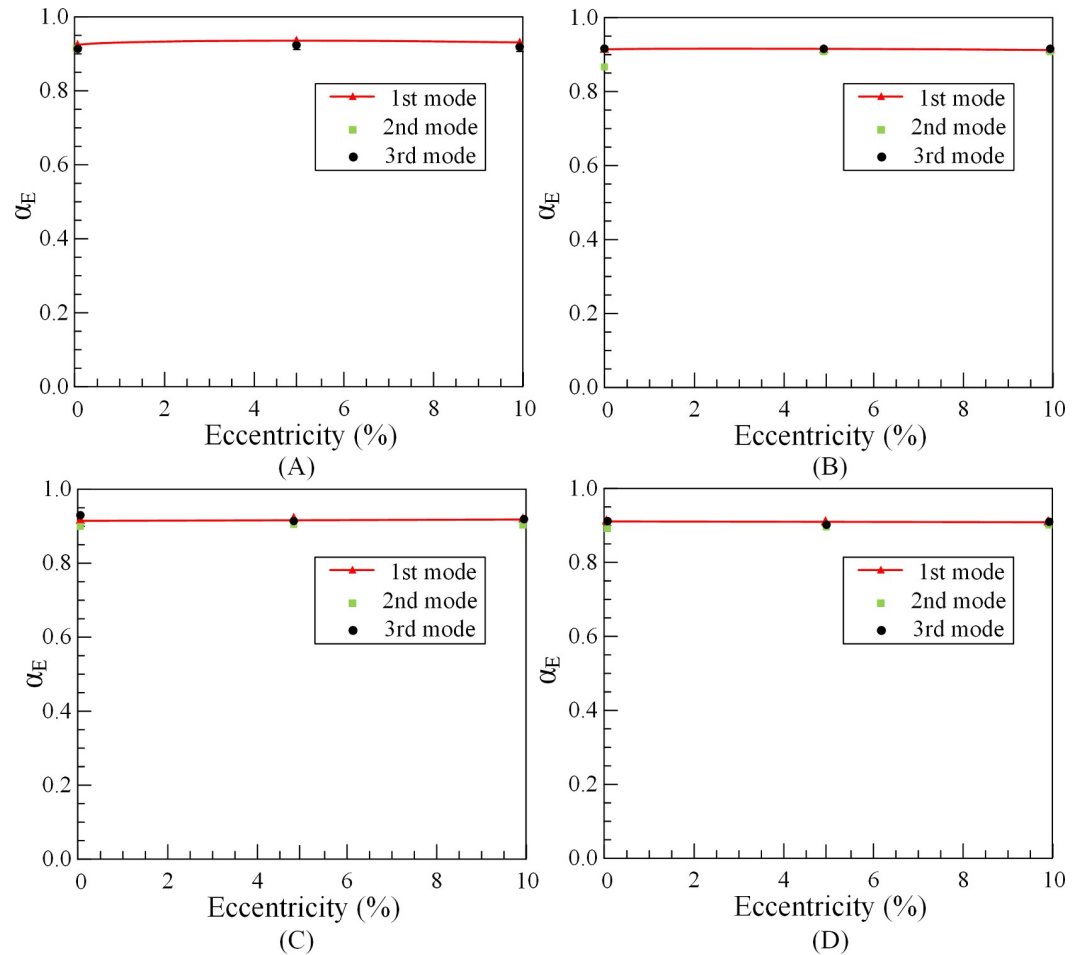 1.0
0.8
0.6
0.4
0.2
0.0
αE
0 2 4 6 8 10
Eccentricity (%)
(A)
1st mode
2nd mode
3rd mode
1.0
0.8
0.6
0.4
0.2
0.0
αE
0 2 4 6 8 10
Eccentricity (%)
(B)
1st mode
2nd mode
3rd mode
1.0
0.8
0.6
0.4
0.2
0.0
αE
0 2 4 6 8 10
Eccentricity (%)
(C)
1st mode
2nd mode
3rd mode
1.0
0.8
0.6
0.4
0.2
0.0
αE
0 2 4 6 8 10
Eccentricity (%)
(D)
1st mode
2nd mode
3rd mode